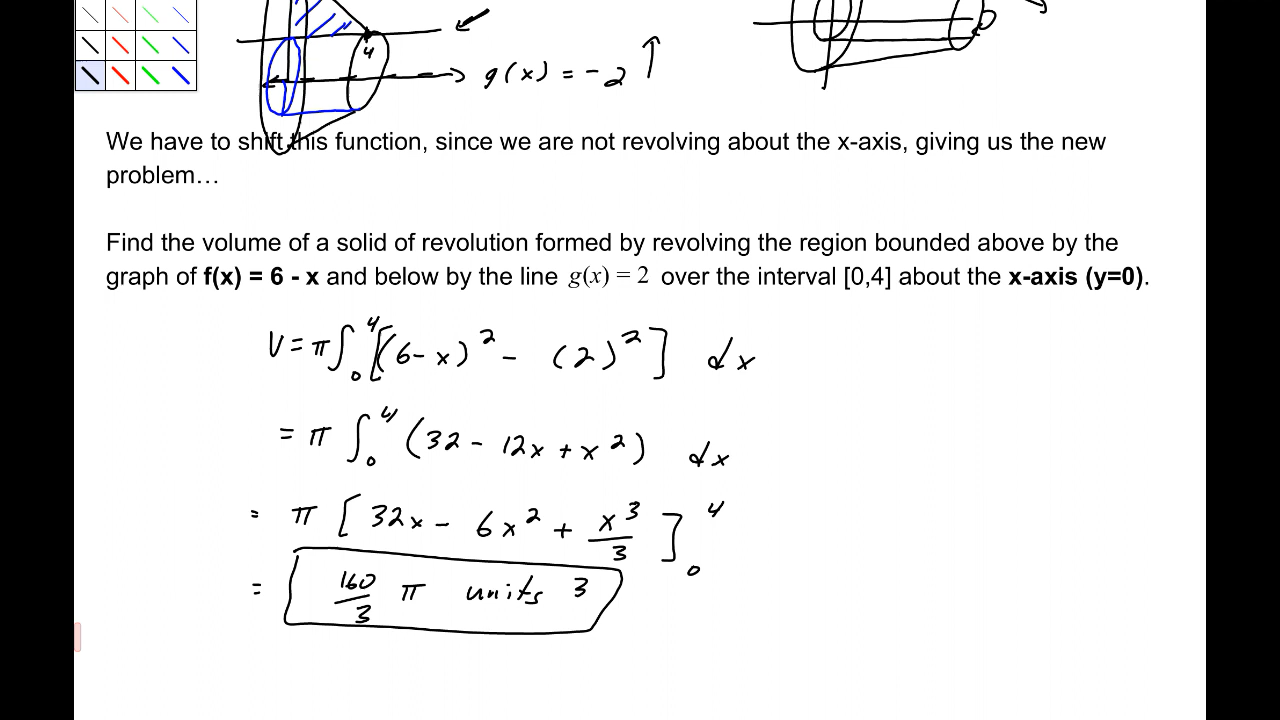 4
g(x) = -2
We have to shift this function, since we are not revolving about the x-axis, giving us the new
problem…
Find the volume of a solid of revolution formed by revolving the region bounded above by the
graph of f(x) = 6 - x and below by the line g(x) = 2 over the interval [0,4] about the x-axis (y=0).
V = π∫₀⁴ [(6-x)² - (2)²] dx
= π ∫₀⁴ (32 - 12x + x²) dx
= π [32x - 6x² + x³/3]₀⁴
= 160/3 π units 3